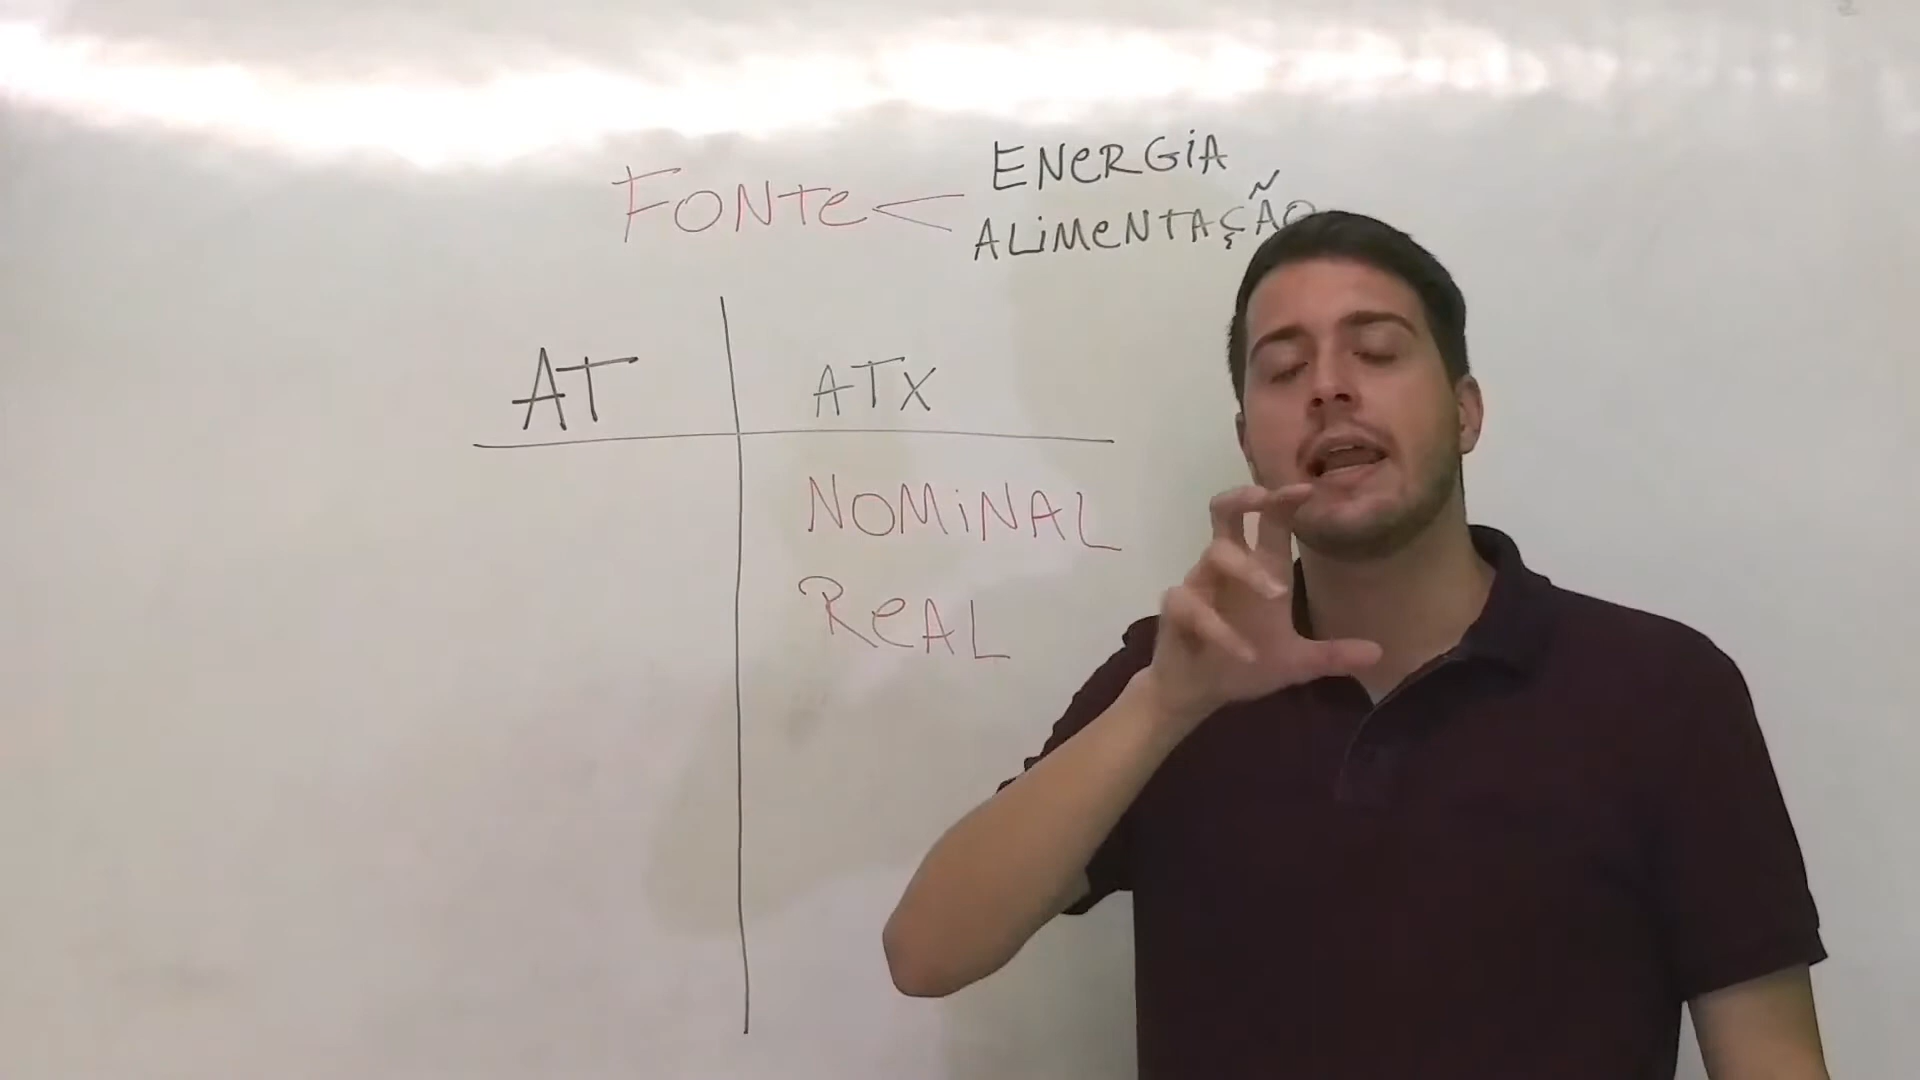 FONTE < ENERGIA
ALIMENTAÇÃO
AT ATX
NOMINAL
REAL